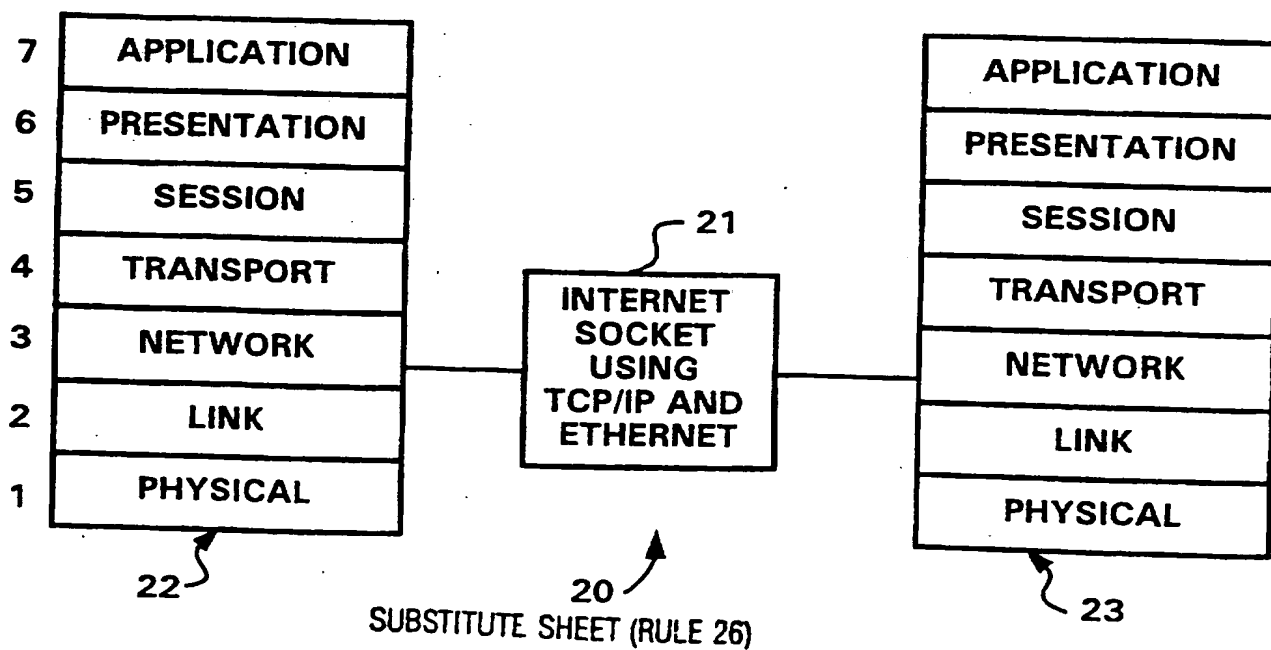 7 APPLICATION
6 PRESENTATION
5 SESSION
4 TRANSPORT
3 NETWORK
2 LINK
1 PHYSICAL
22
21
INTERNET
SOCKET
USING
TCP/IP AND
ETHERNET
20
APPLICATION
PRESENTATION
SESSION
TRANSPORT
NETWORK
LINK
PHYSICAL
23
SUBSTITUTE SHEET (RULE 26)